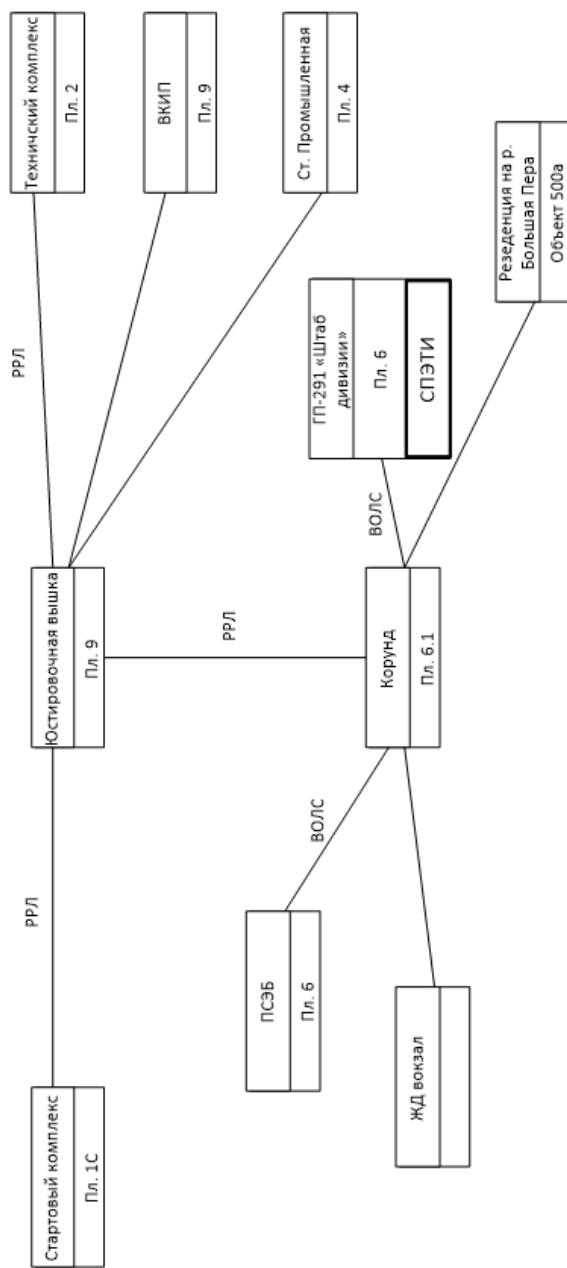 Стартовый комплекс
Пл. 1С
РРЛ
Юстировочная вышка
Пл. 9
РРЛ
Техничский комплекс
Пл. 2
ВКИП
Пл. 9
Ст. Промышленная
Пл. 4
РРЛ
ПСЭБ
Пл. 6
ВОЛС
ЖД вокзал
Корунд
Пл. 6.1
ВОЛС
ГП-291 «Штаб
дивизии»
Пл. 6
СПЭТИ
Резеденция на р.
Большая Пера
Объект 500а